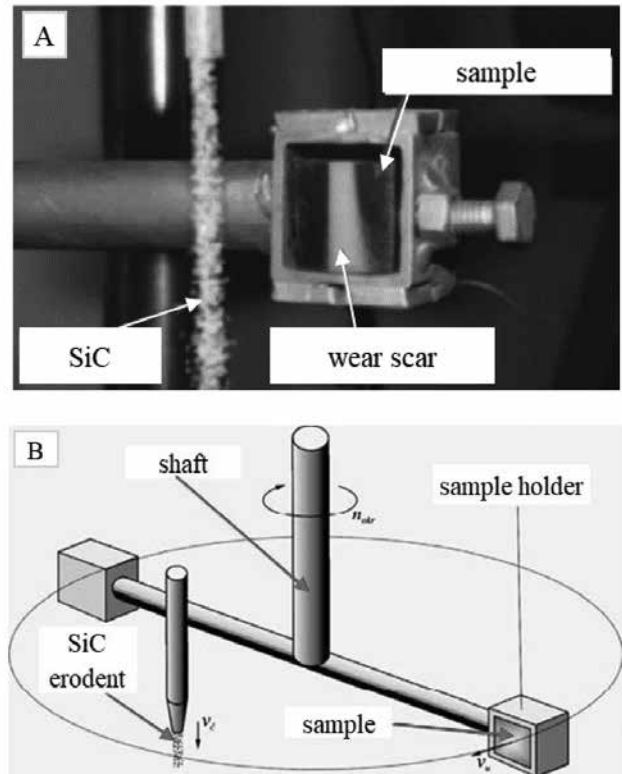 A
sample
SiC
wear scar
B
shaft
sample holder
SiC
erodent
sample